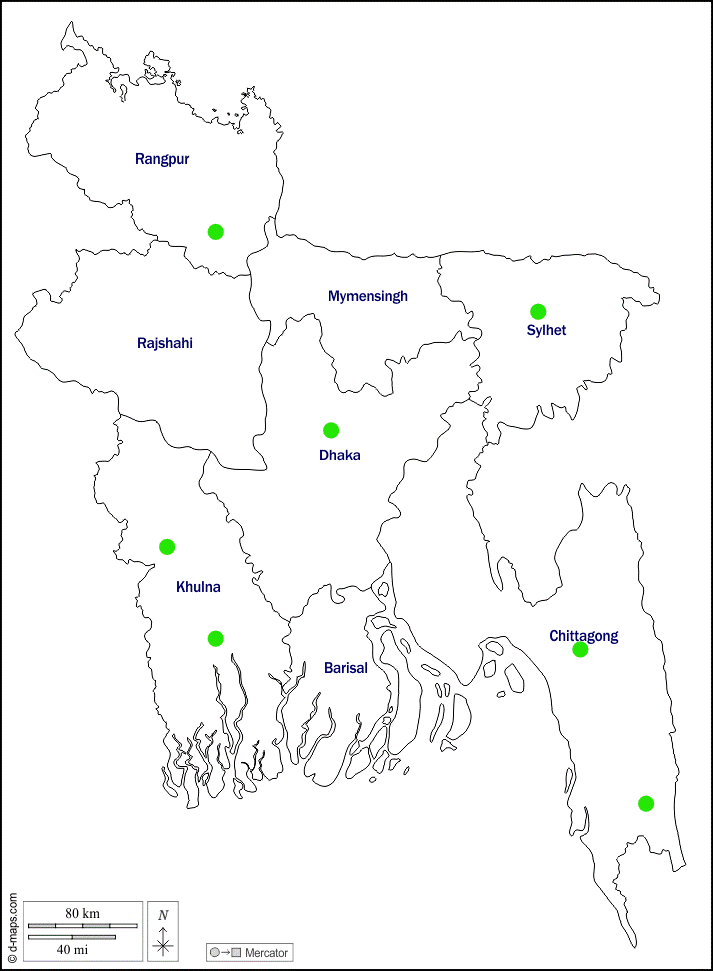 Rangpur
Mymensingh
Sylhet
Rajshahi
Dhaka
Khulna
Chittagong
Barisal
© d-maps.com
80 km
40 mi
N
Mercator